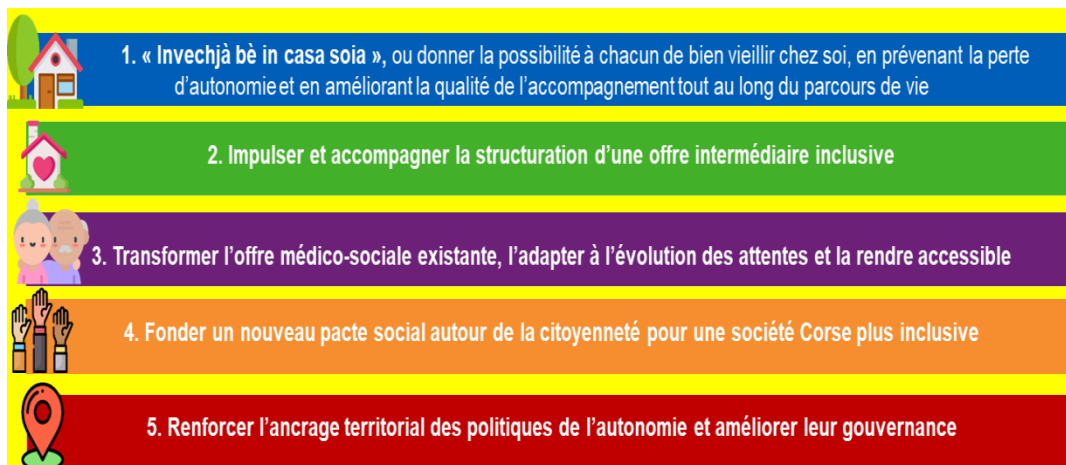 1. « Invechjà bè in casa soia », ou donner la possibilité à chacun de bien vieillir chez soi, en prévenant la perte
d’autonomie et en améliorant la qualité de l’accompagnement tout au long du parcours de vie
2. Impulser et accompagner la structuration d’une offre intermédiaire inclusive
3. Transformer l’offre médico-sociale existante, l’adapter à l’évolution des attentes et la rendre accessible
4. Fonder un nouveau pacte social autour de la citoyenneté pour une société Corse plus inclusive
5. Renforcer l’ancrage territorial des politiques de l’autonomie et améliorer leur gouvernance